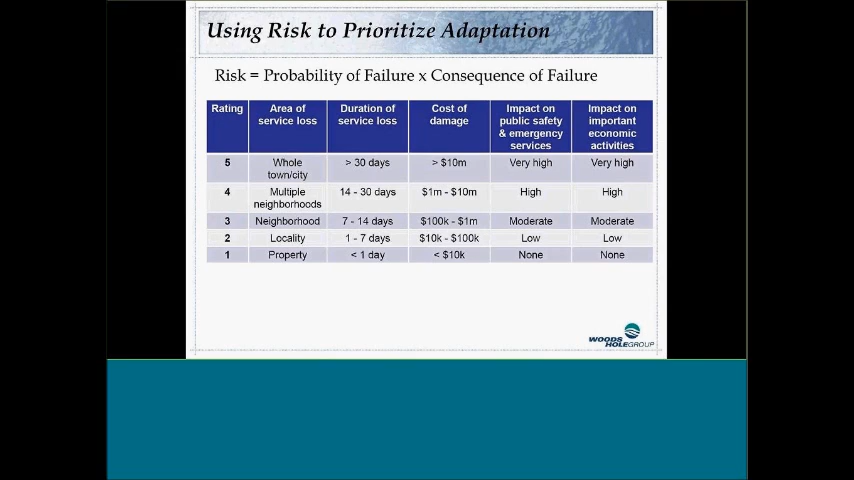 Using Risk to Prioritize Adaptation
Risk = Probability of Failure x Consequence of Failure
Rating Area of service loss Duration of service loss Cost of damage Impact on public safety & emergency services Impact on important economic activities
5 Whole town/city > 30 days > $10m Very high Very high
4 Multiple neighborhoods 14 - 30 days $1m - $10m High High
3 Neighborhood 7 - 14 days $100k - $1m Moderate Moderate
2 Locality 1 - 7 days $10k - $100k Low Low
1 Property < 1 day < $10k None None
WOODS
HOLEGROUP